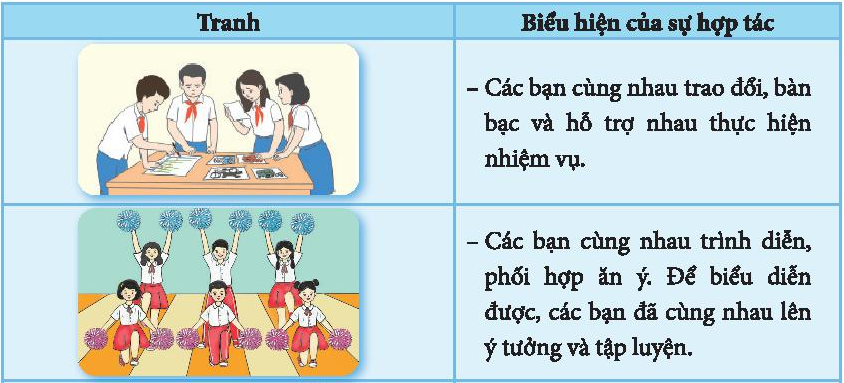 Tranh
Biểu hiện của sự hợp tác
– Các bạn cùng nhau trao đổi, bàn
bạc và hỗ trợ nhau thực hiện
nhiệm vụ.
– Các bạn cùng nhau trình diễn,
phối hợp ăn ý. Để biểu diễn
được, các bạn đã cùng nhau lên
ý tưởng và tập luyện.